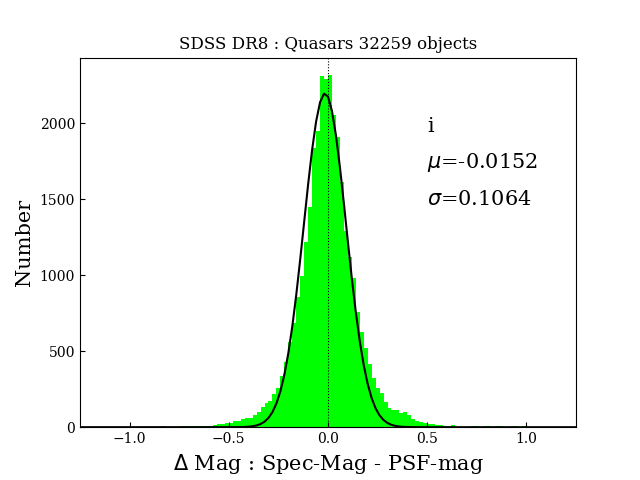 SDSS DR8 : Quasars 32259 objects
i
μ=-0.0152
σ=0.1064
Number
2000
1500
1000
500
0
−1.0 −0.5 0.0 0.5 1.0
Δ Mag : Spec-Mag - PSF-mag